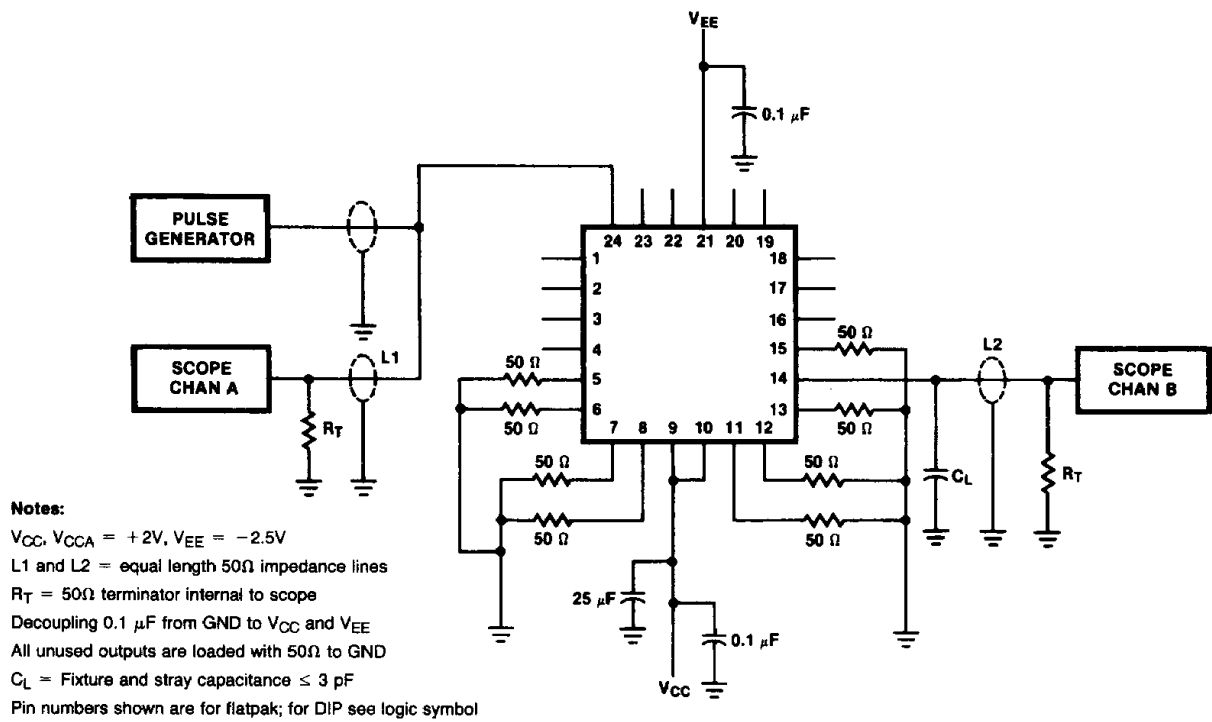 VEE
0.1 μF
PULSE
GENERATOR
24 23 22 21 20 19
1
2
3
4
5
6
18
17
16
15
14
13
7 8 9 10 11 12
SCOPE
CHAN A
L1
RT
50 Ω
50 Ω
50 Ω
50 Ω
50 Ω
50 Ω
50 Ω
50 Ω
L2
SCOPE
CHAN B
CL
RT
25 μF
0.1 μF
VCC
Notes:
VCC, VCCA = +2V, VEE = −2.5V
L1 and L2 = equal length 50Ω impedance lines
RT = 50Ω terminator internal to scope
Decoupling 0.1 μF from GND to VCC and VEE
All unused outputs are loaded with 50Ω to GND
CL = Fixture and stray capacitance ≤ 3 pF
Pin numbers shown are for flatpak; for DIP see logic symbol